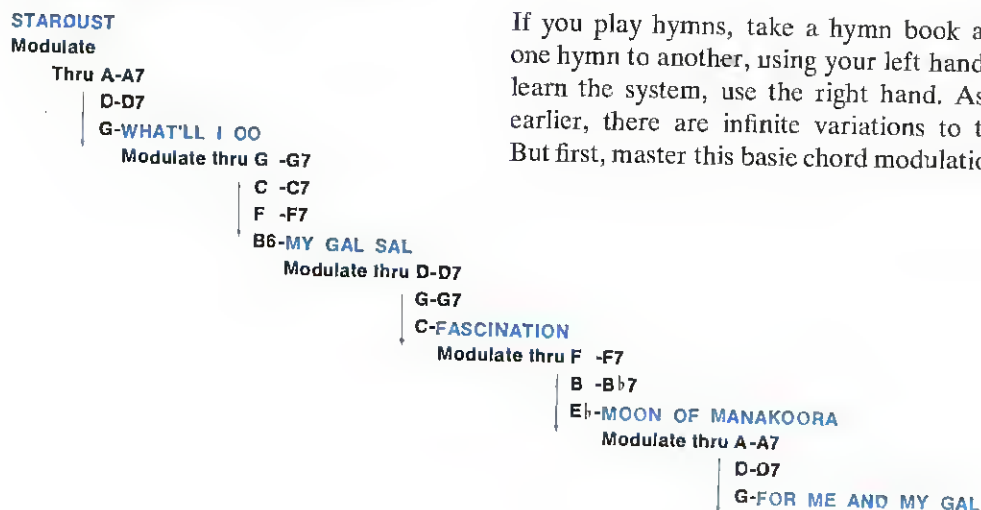 STARDUST
Modulate
Thru A-A7
D-D7
G-WHAT'LL I OO
Modulate thru G -G7
C -C7
F -F7
B6-MY GAL SAL
Modulate thru D-D7
G-G7
C-FASCINATION
Modulate thru F -F7
B -B♭7
E♭-MOON OF MANAKOORA
Modulate thru A-A7
D-O7
G-FOR ME AND MY GAL
If you play hymns, take a hymn book a
one hymn to another, using your left hand
learn the system, use the right hand. As
earlier, there are infinite variations to t
But first, master this basic chord modulatio